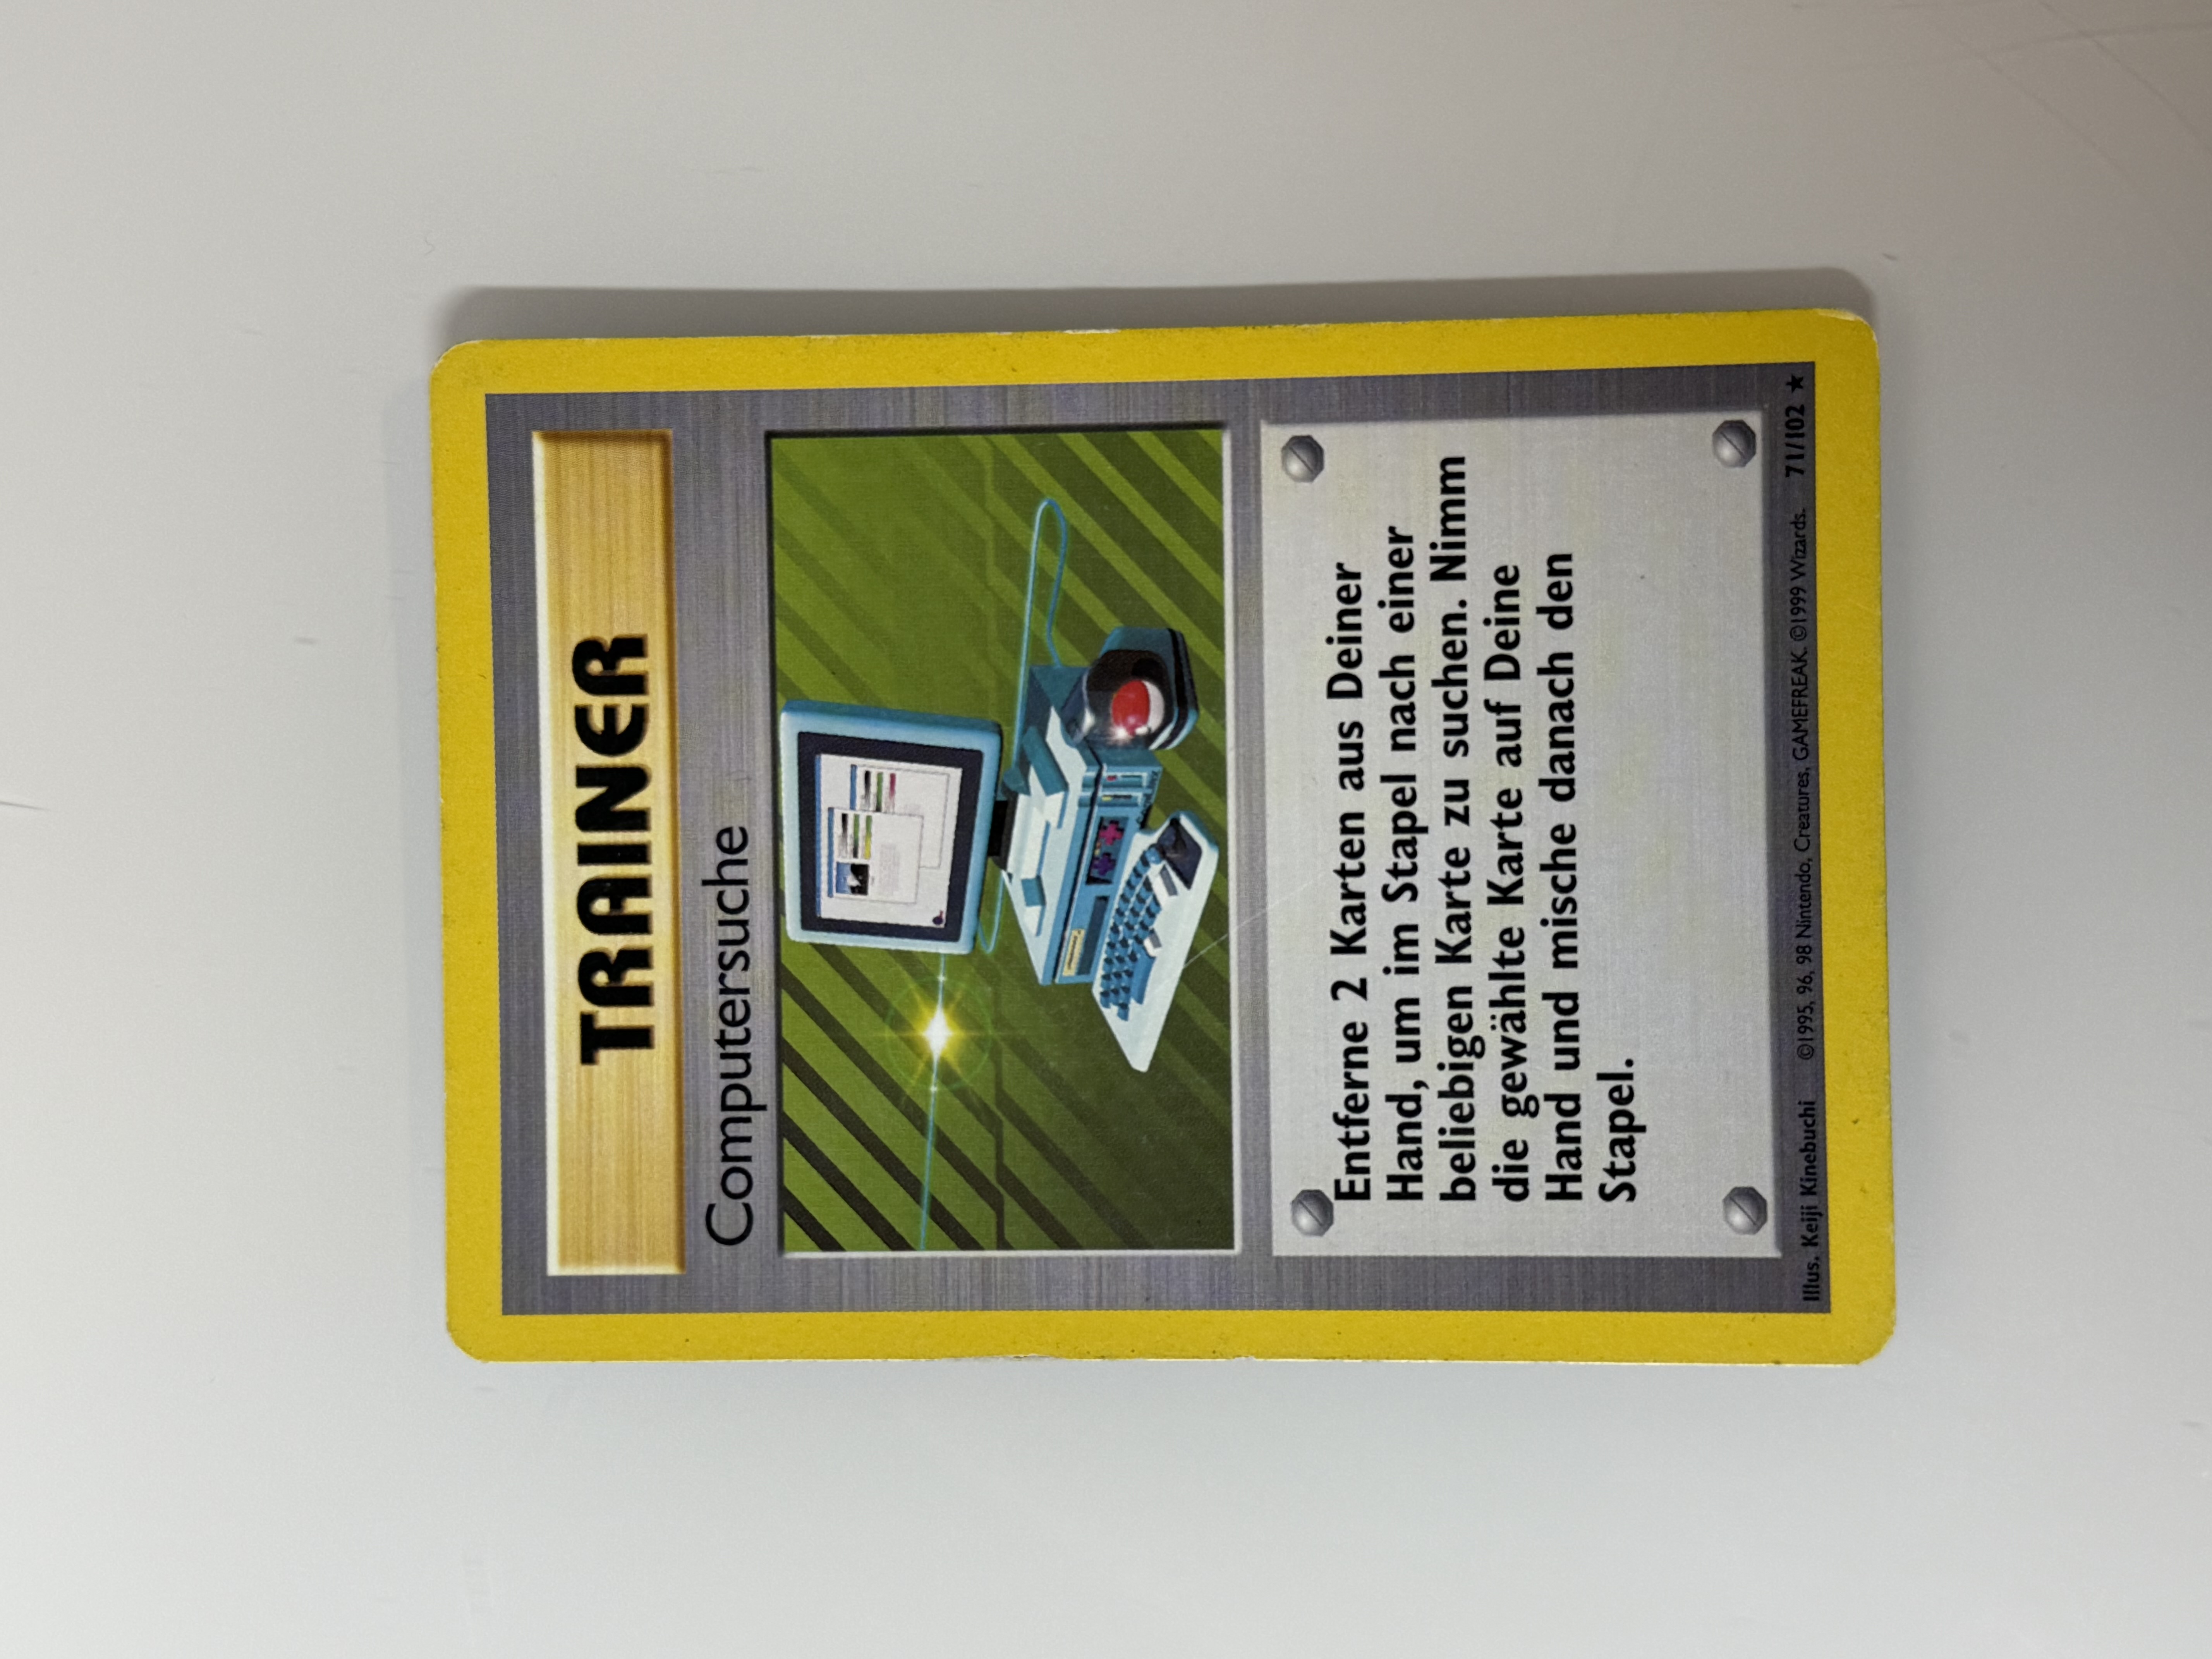 TRAINER
Computersuche
Entferne 2 Karten aus Deiner
Hand, um im Stapel nach einer
beliebigen Karte zu suchen. Nimm
die gewählte Karte auf Deine
Hand und mische danach den
Stapel.
Illus. Keiji Kinebuchi ©1995, 96, 98 Nintendo, Creatures, GAMEFREAK. ©1999 Wizards. 71/102 ★